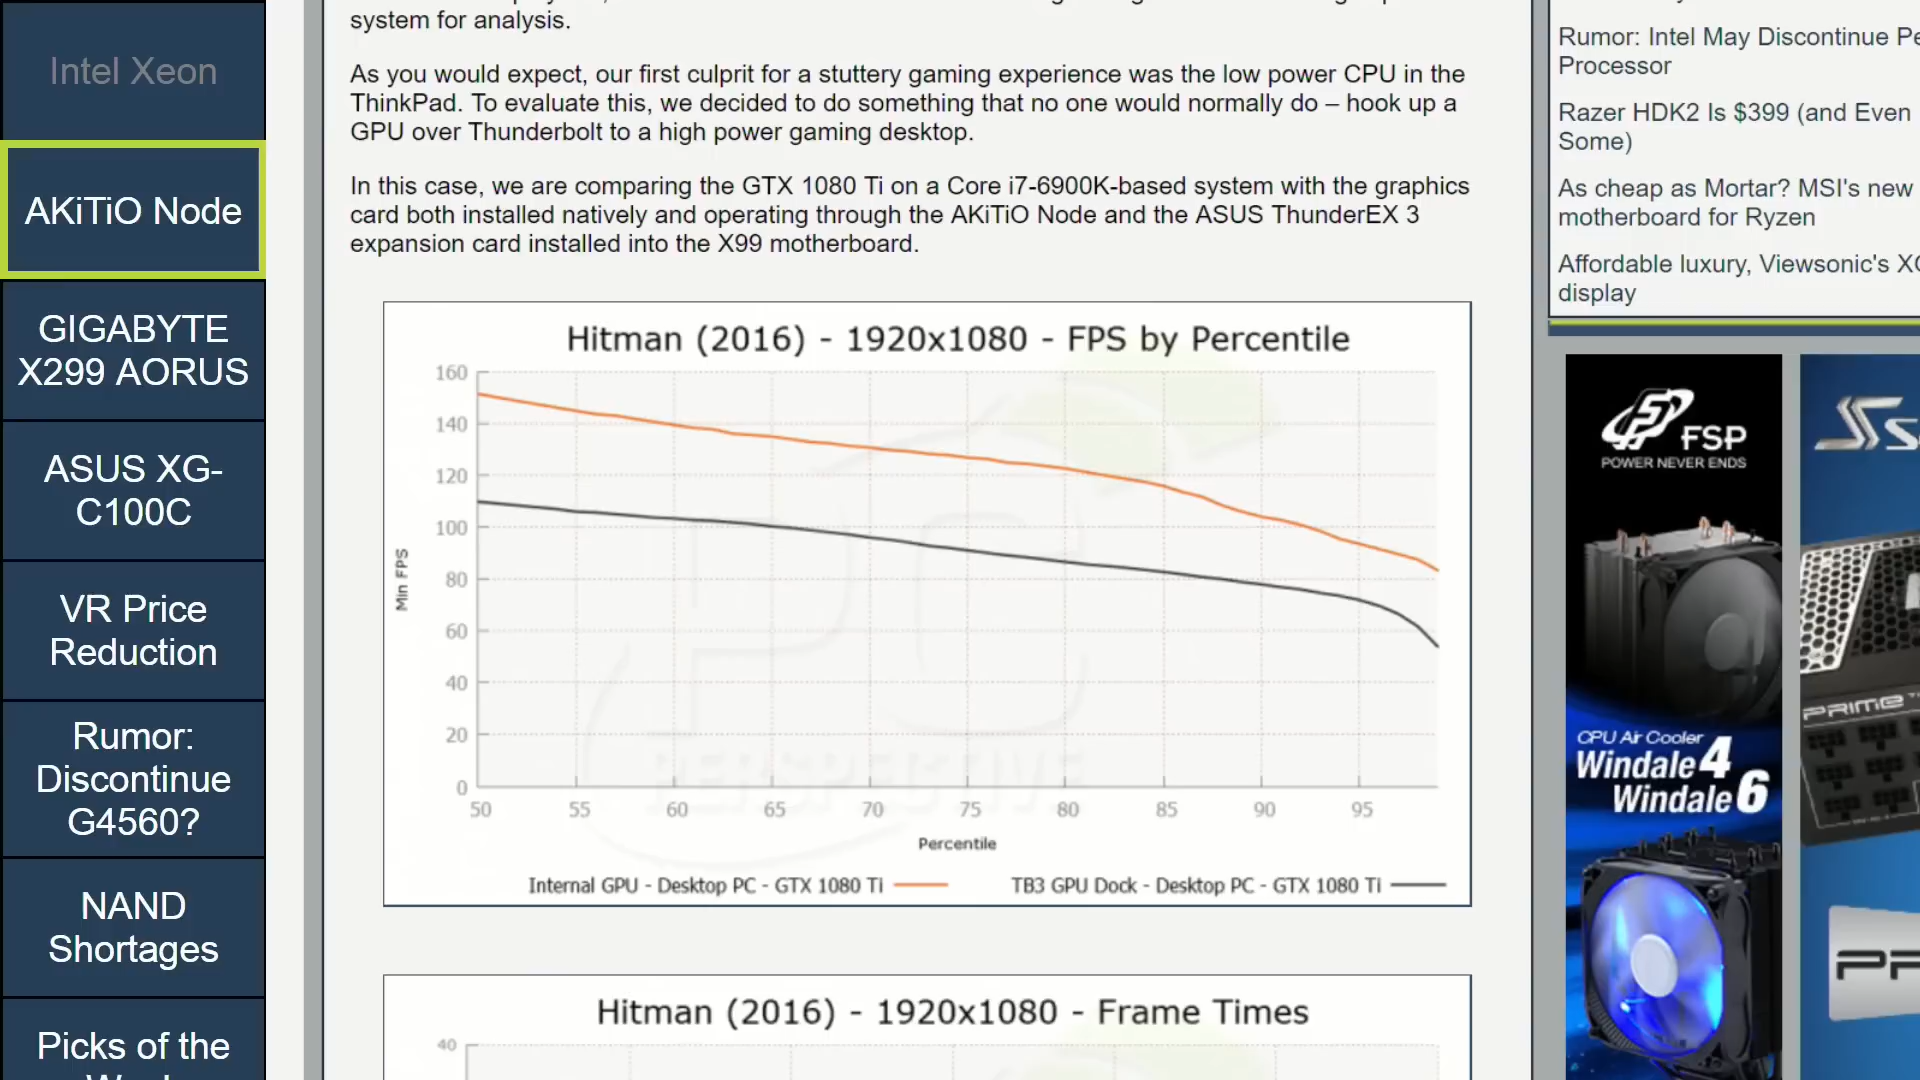 Intel Xeon
AKiTiO Node
GIGABYTE
X299 AORUS
ASUS XG-
C100C
VR Price
Reduction
Rumor:
Discontinue
G4560?
NAND
Shortages
Picks of the
system for analysis.
As you would expect, our first culprit for a stuttery gaming experience was the low power CPU in the
ThinkPad. To evaluate this, we decided to do something that no one would normally do – hook up a
GPU over Thunderbolt to a high power gaming desktop.
In this case, we are comparing the GTX 1080 Ti on a Core i7-6900K-based system with the graphics
card both installed natively and operating through the AKiTiO Node and the ASUS ThunderEX 3
expansion card installed into the X99 motherboard.
Hitman (2016) - 1920x1080 - FPS by Percentile
160
140
120
100
80
60
40
20
0
Min FPS
50 55 60 65 70 75 80 85 90 95
Percentile
Internal GPU - Desktop PC - GTX 1080 Ti
TB3 GPU Dock - Desktop PC - GTX 1080 Ti
PC
PERSPECTIVE
Hitman (2016) - 1920x1080 - Frame Times
40
Rumor: Intel May Discontinue Pe
Processor
Razer HDK2 Is $399 (and Even
Some)
As cheap as Mortar? MSI's new
motherboard for Ryzen
Affordable luxury, Viewsonic's XG
display
FSP
POWER NEVER ENDS
CPU Air Cooler
Windale 4
Windale 6
PRIME